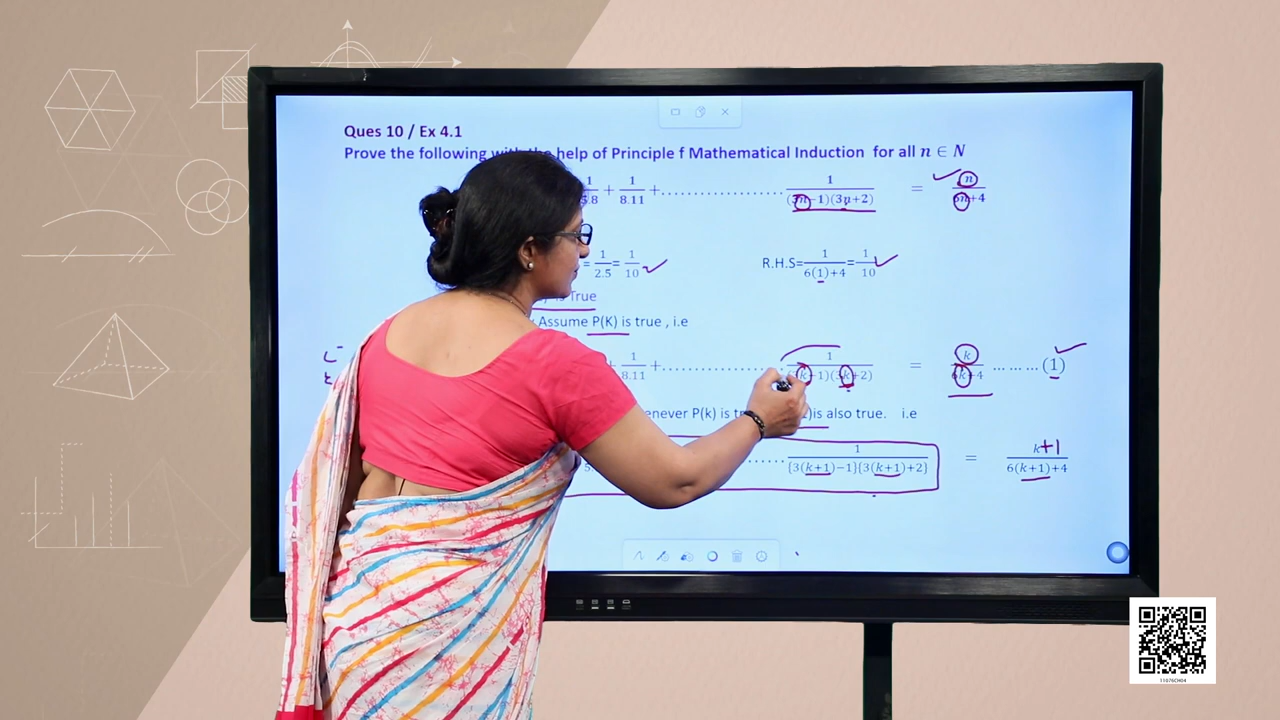 Ques 10 / Ex 4.1
Prove the following with the help of Principle f Mathematical Induction for all n ∈ N
1/5.8 + 1/8.11 +.................... 1/(3n−1)(3n+2) = n/6n+4
= 1/2.5 = 1/10 R.H.S= 1/6(1)+4 = 1/10
is True
Assume P(K) is true , i.e
+ 1/8.11 +.................... 1/(3k−1)(3k+2) = k/6k+4 ... ... ... (1)
P(k) is also true. i.e
...... 1/{3(k+1)−1}{3(k+1)+2} = k+1/6(k+1)+4
11076CH04